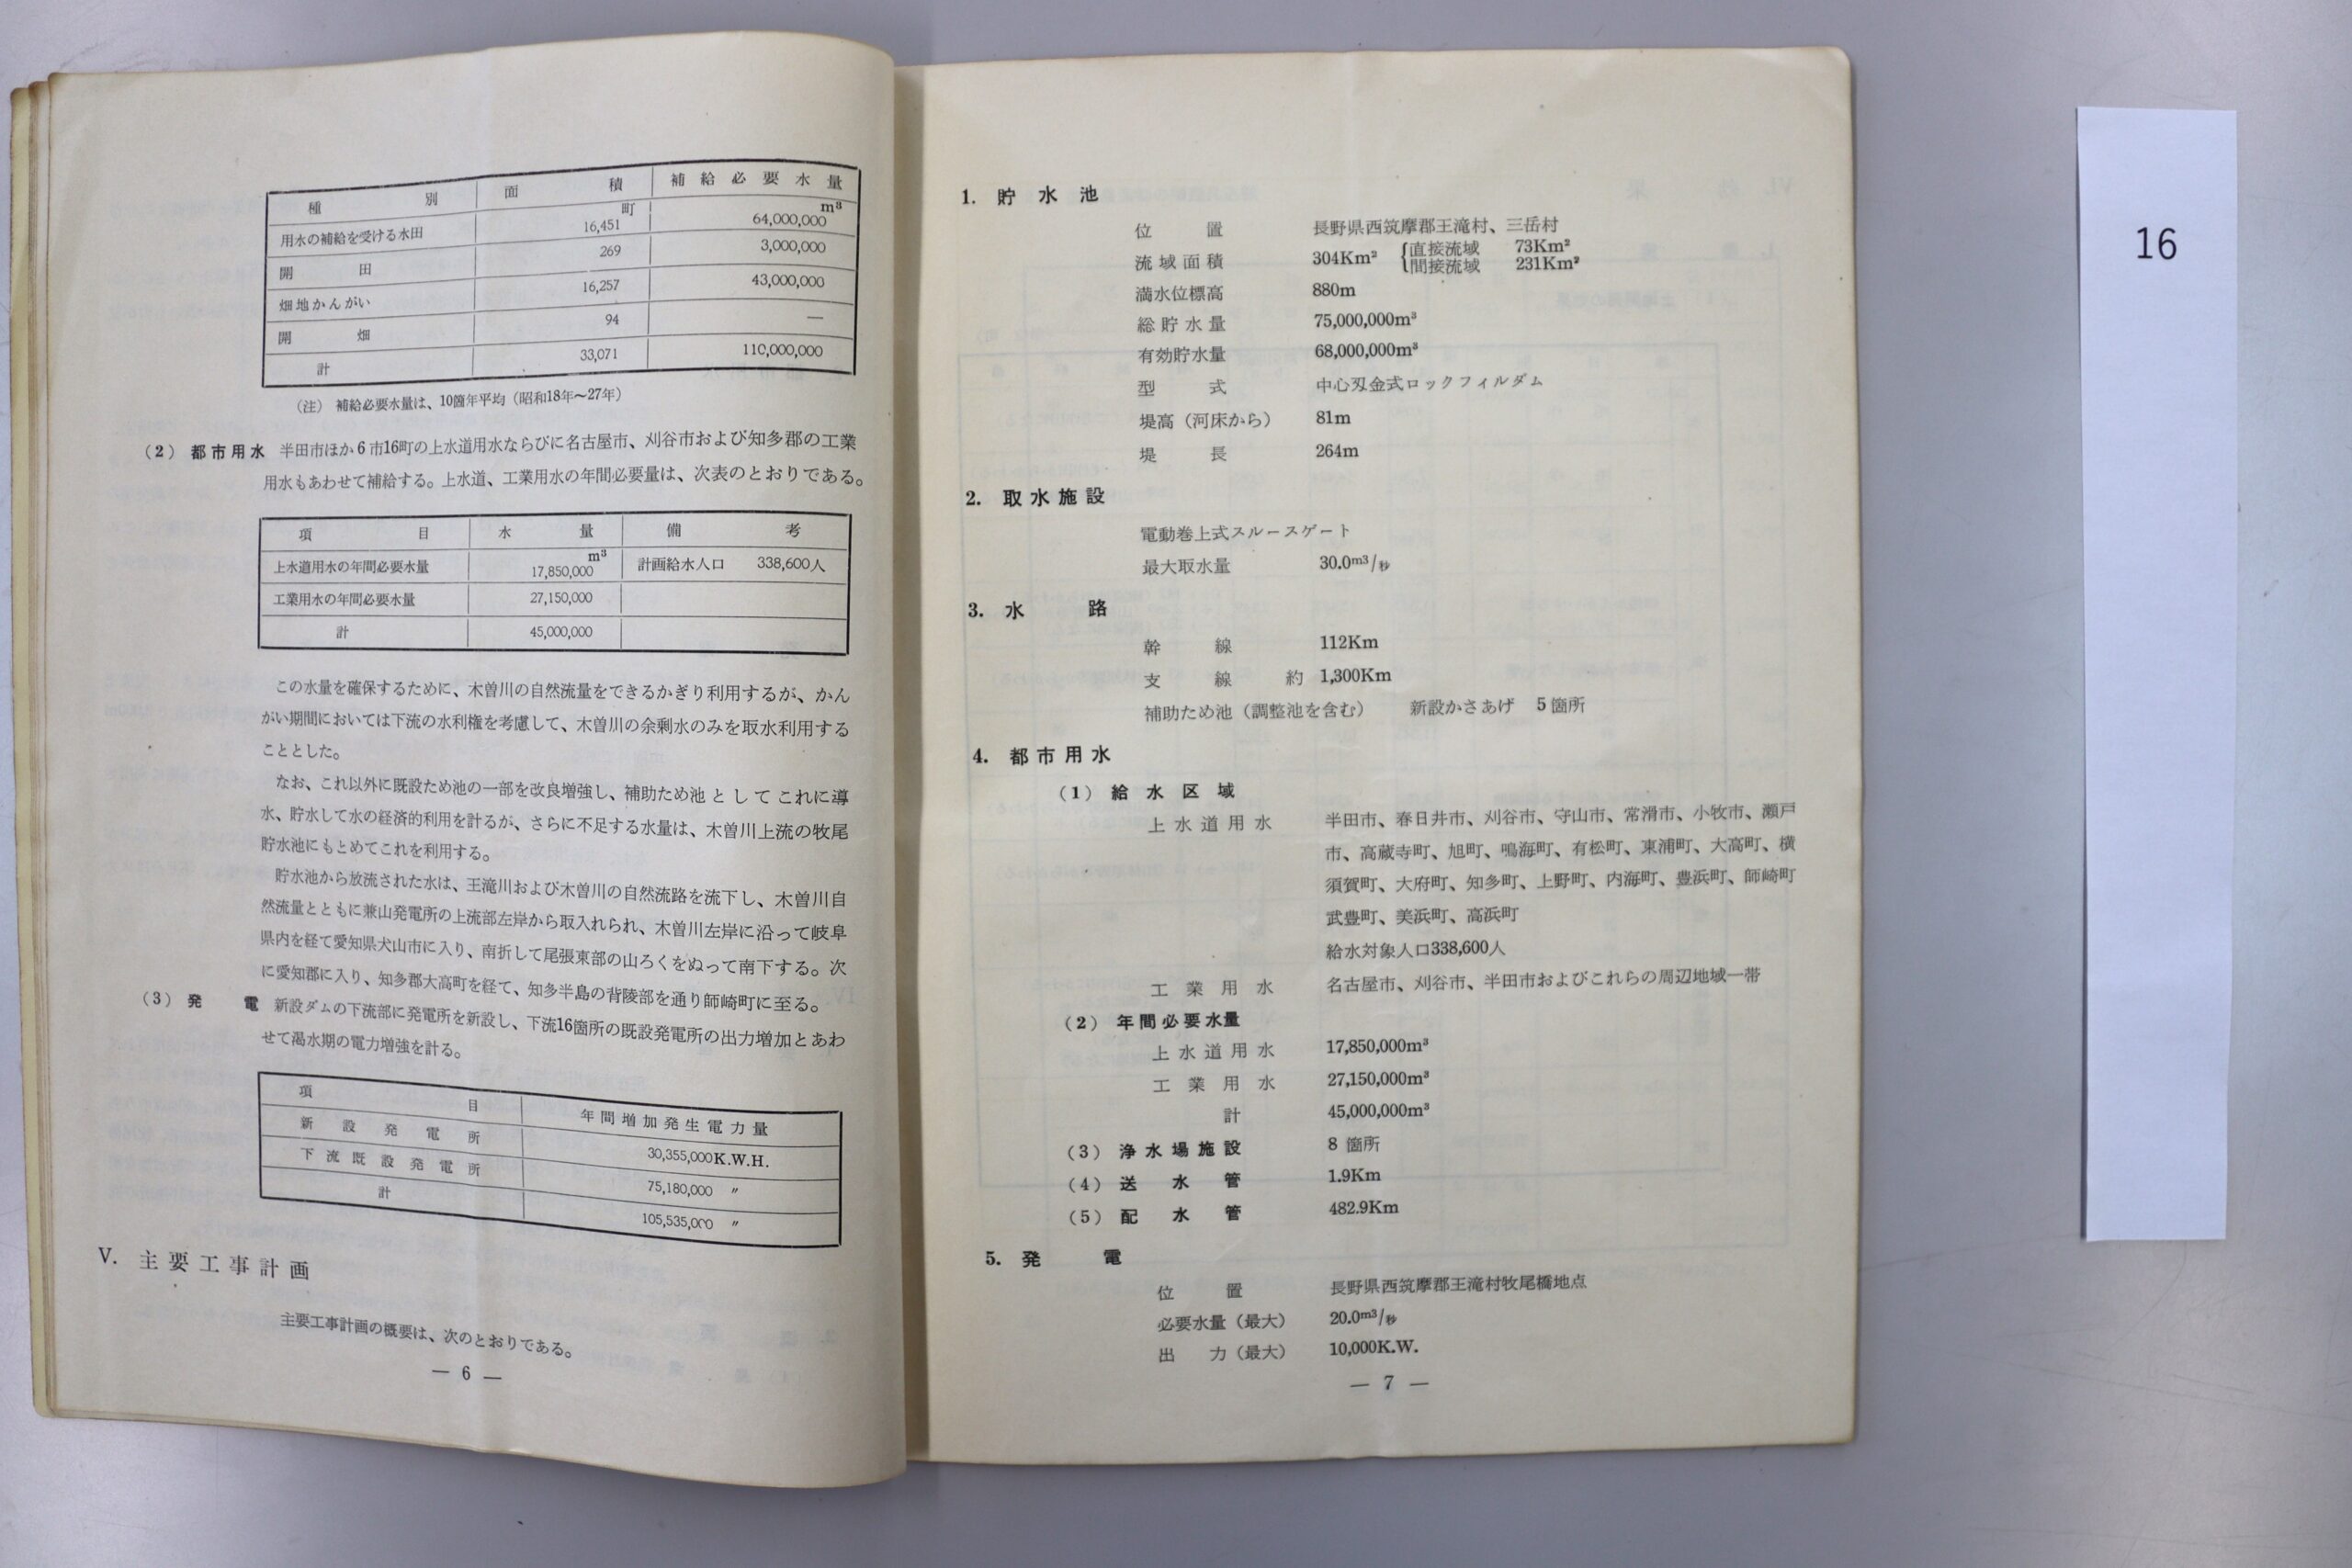 種別 面積 補給必要水量
用水の補給を受ける水田 町 16,451 m³ 64,000,000
開田 269 3,000,000
畑地かんがい 16,257 43,000,000
開畑 94 —
計 33,071 110,000,000
(注) 補給必要水量は、10箇年平均(昭和18年〜27年)
(2) 都市用水 半田市ほか6市16町の上水道用水ならびに名古屋市、刈谷市および知多郡の工業
用水もあわせて補給する。上水道、工業用水の年間必要量は、次表のとおりである。
項目 水量 備考
上水道用水の年間必要水量 m³ 17,850,000 計画給水人口 338,600人
工業用水の年間必要水量 27,150,000
計 45,000,000
この水量を確保するために、木曽川の自然流量をできるかぎり利用するが、かん
がい期間においては下流の水利権を考慮して、木曽川の余剰水のみを取水利用する
こととした。
なお、これ以外に既設ため池の一部を改良増強し、補助ため池としてこれに導
水、貯水して水の経済的利用を計るが、さらに不足する水量は、木曽川上流の牧尾
貯水池にもとめてこれを利用する。
貯水池から放流された水は、王滝川および木曽川の自然流路を流下し、木曽川自
然流量とともに兼山発電所の上流部左岸から取入れられ、木曽川左岸に沿って岐阜
県内を経て愛知県犬山市に入り、南折して尾張東部の山ろくをぬって南下する。次
に愛知郡に入り、知多郡大高町を経て、知多半島の背陵部を通り師崎町に至る。
(3) 発電 新設ダムの下流部に発電所を新設し、下流16箇所の既設発電所の出力増加とあわ
せて渇水期の電力増強を計る。
項目 年間増加発生電力量
新設発電所 30,355,000K.W.H.
下流既設発電所 75,180,000 〃
計 105,535,000 〃
V. 主要工事計画
主要工事計画の概要は、次のとおりである。
— 6 —
1. 貯水池
位置 長野県西筑摩郡王滝村、三岳村
流域面積 304Km² {直接流域 73Km²
間接流域 231Km²
満水位標高 880m
総貯水量 75,000,000m³
有効貯水量 68,000,000m³
型式 中心刄金式ロックフィルダム
堤高(河床から) 81m
堤長 264m
2. 取水施設
電動巻上式スルースゲート
最大取水量 30.0m³/秒
3. 水路
幹線 112Km
支線 約 1,300Km
補助ため池(調整池を含む) 新設かさあげ 5箇所
4. 都市用水
(1) 給水区域
上水道用水 半田市、春日井市、刈谷市、守山市、常滑市、小牧市、瀬戸
市、高蔵寺町、旭町、鳴海町、有松町、東浦町、大高町、横
須賀町、大府町、知多町、上野町、内海町、豊浜町、師崎町
武豊町、美浜町、高浜町
給水対象人口338,600人
工業用水 名古屋市、刈谷市、半田市およびこれらの周辺地域一帯
(2) 年間必要水量
上水道用水 17,850,000m³
工業用水 27,150,000m³
計 45,000,000m³
(3) 浄水場施設 8箇所
(4) 送水管 1.9Km
(5) 配水管 482.9Km
5. 発電
位置 長野県西筑摩郡王滝村牧尾橋地点
必要水量(最大) 20.0m³/秒
出力(最大) 10,000K.W.
— 7 —
16